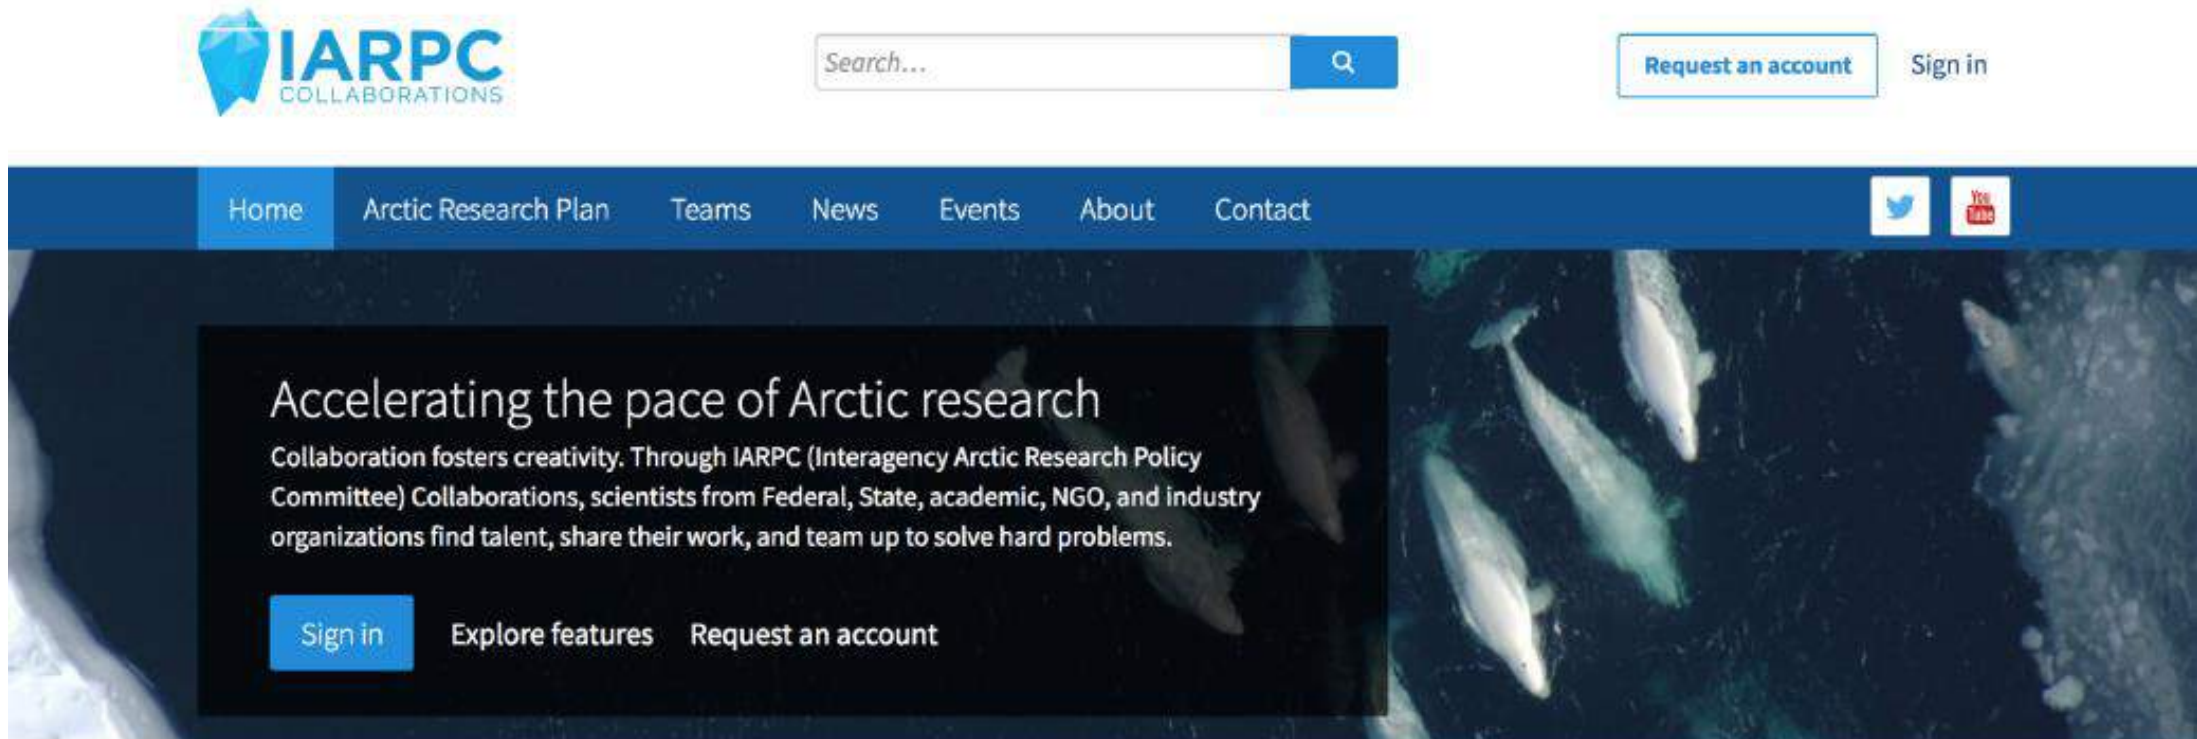 IARPC
COLLABORATIONS
Search...
Request an account
Sign in
Home
Arctic Research Plan
Teams
News
Events
About
Contact
You
Tube
Accelerating the pace of Arctic research
Collaboration fosters creativity. Through IARPC (Interagency Arctic Research Policy
Committee) Collaborations, scientists from Federal, State, academic, NGO, and industry
organizations find talent, share their work, and team up to solve hard problems.
Sign in
Explore features
Request an account